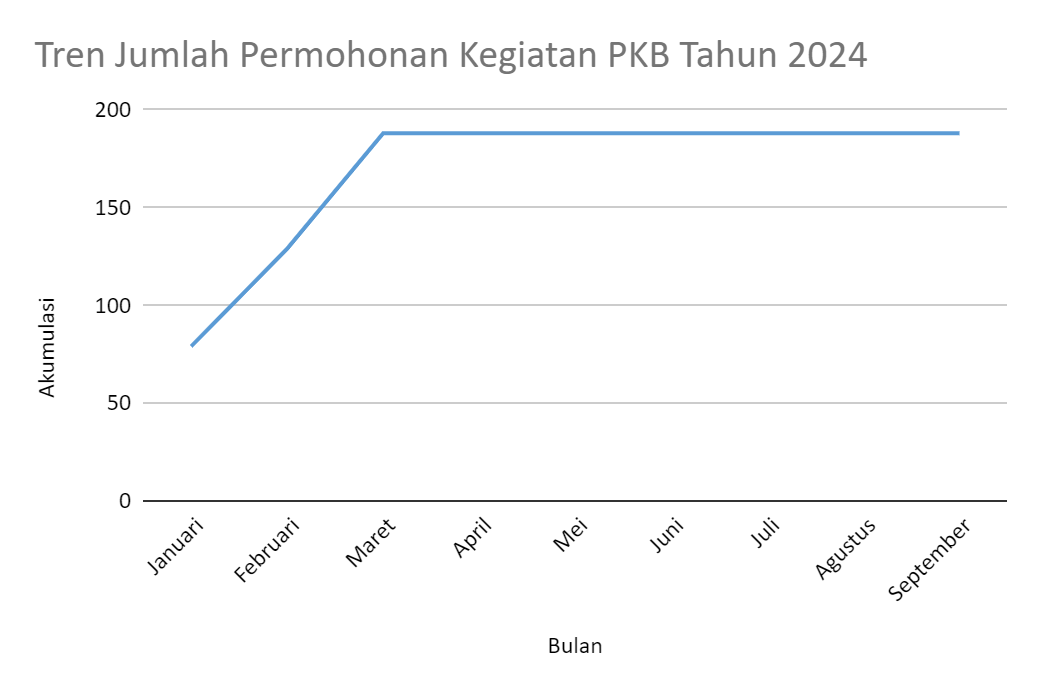 Tren Jumlah Permohonan Kegiatan PKB Tahun 2024
200
150
100
50
0
Akumulasi
Januari
Februari
Maret
April
Mei
Juni
Juli
Agustus
September
Bulan